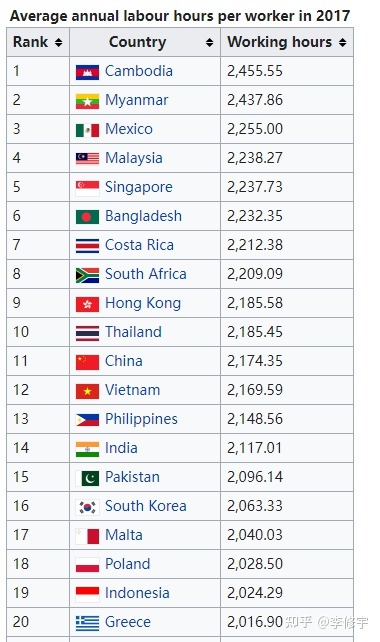 Average annual labour hours per worker in 2017
Rank Country Working hours
1 Cambodia 2,455.55
2 Myanmar 2,437.86
3 Mexico 2,255.00
4 Malaysia 2,238.27
5 Singapore 2,237.73
6 Bangladesh 2,232.35
7 Costa Rica 2,212.38
8 South Africa 2,209.09
9 Hong Kong 2,185.58
10 Thailand 2,185.45
11 China 2,174.35
12 Vietnam 2,169.59
13 Philippines 2,148.56
14 India 2,117.01
15 Pakistan 2,096.14
16 South Korea 2,063.33
17 Malta 2,040.03
18 Poland 2,028.50
19 Indonesia 2,024.29
20 Greece 2,016.90
知乎 @李修宇